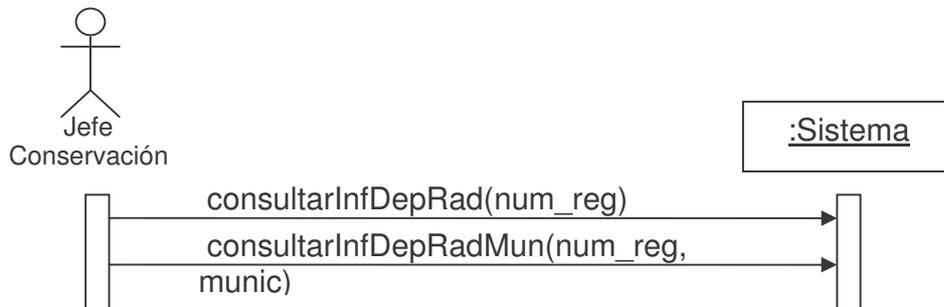 Jefe
Conservación
:Sistema
consultarInfDepRad(num_reg)
consultarInfDepRadMun(num_reg,
munic)